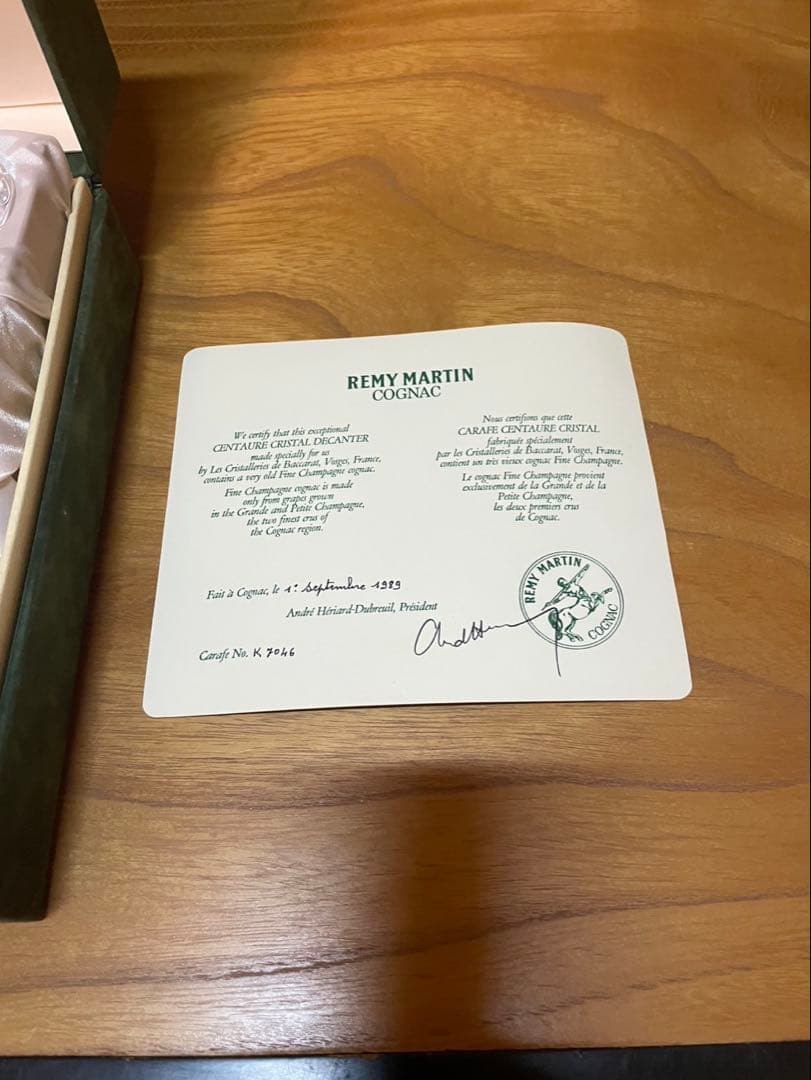 REMY MARTIN
COGNAC
We certify that this exceptional
CENTAURE CRISTAL DECANTER
made specially for us
by Les Cristalleries de Baccarat, Vosges, France,
contains a very old Fine Champagne cognac.
Fine Champagne cognac is made
only from grapes grown
in the Grande and Petite Champagne,
the two finest crus of
the Cognac region.
Nous certifions que cette
CARAFE CENTAURE CRISTAL
fabriquée spécialement
par les Cristalleries de Baccarat, Vosges, France,
contient un très vieux cognac Fine Champagne.
Le cognac Fine Champagne provient
exclusivement de la Grande et de la
Petite Champagne,
les deux premiers crus
de Cognac.
Fait à Cognac, le 1º Septembre 1989
André Hériard-Dubreuil, Président
Carafe No. K 7046
REMY MARTIN
COGNAC